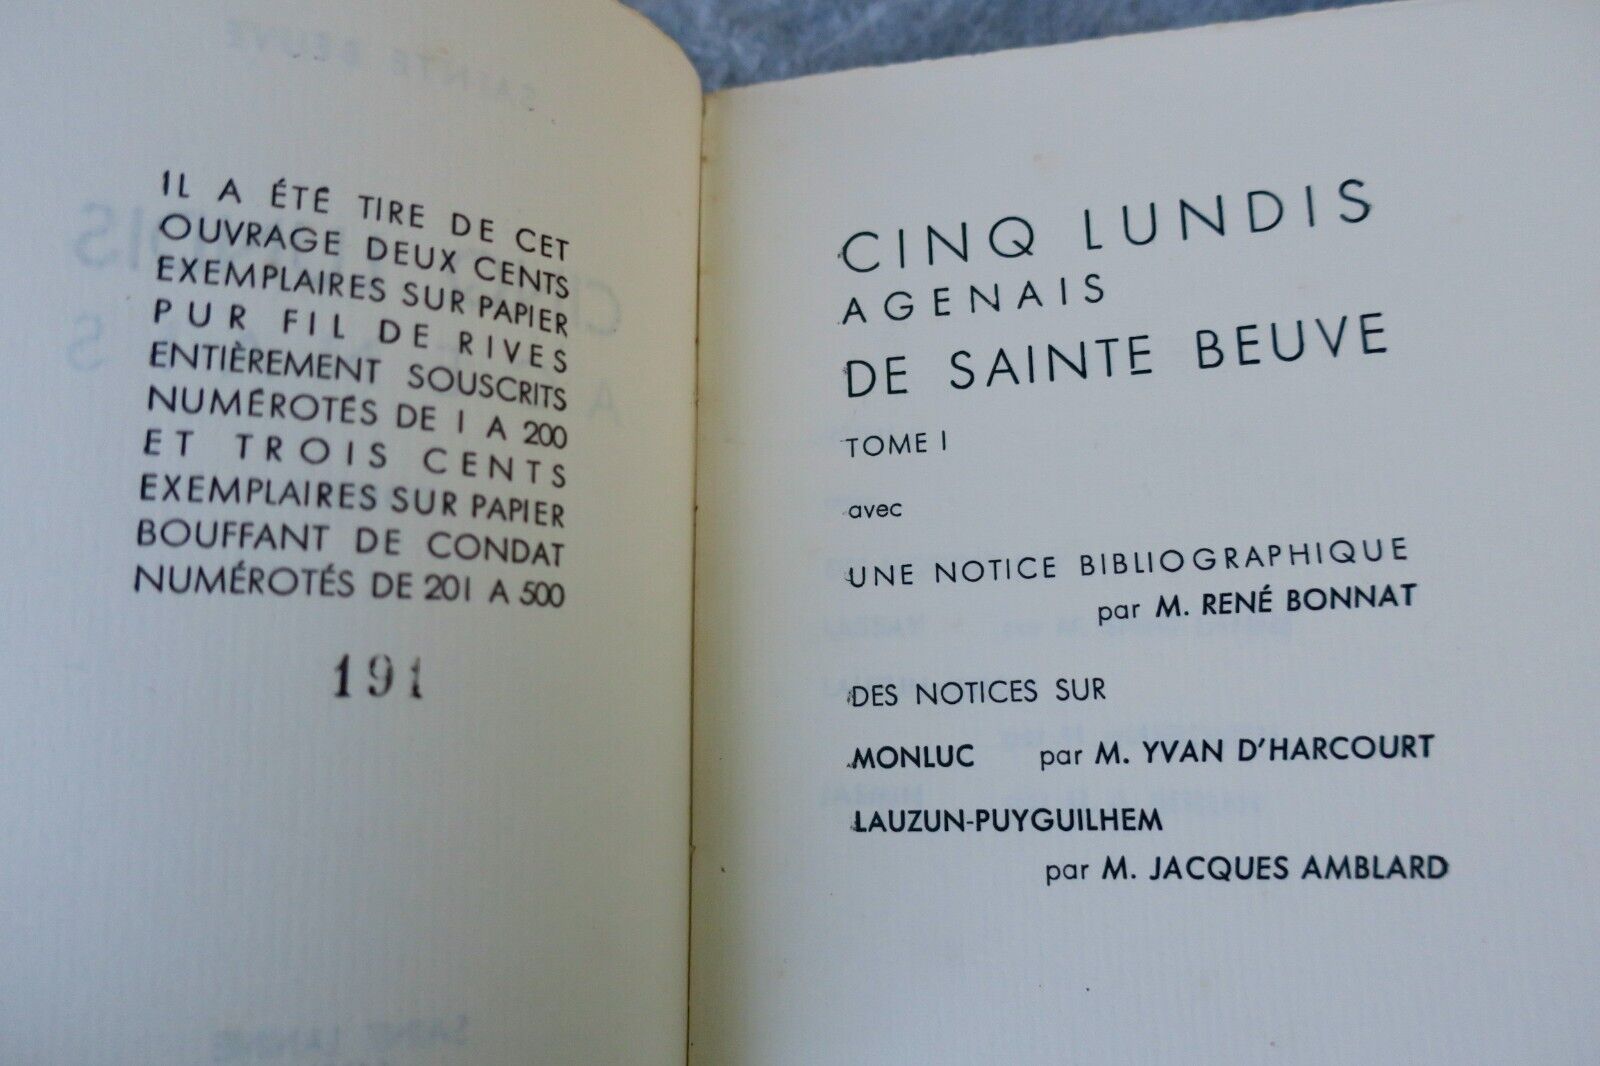 IL A ÉTÉ TIRE DE CET
OUVRAGE DEUX CENTS
EXEMPLAIRES SUR PAPIER
PUR FIL DE RIVES
ENTIÈREMENT SOUSCRITS
NUMÉROTÉS DE 1 A 200
ET TROIS CENTS
EXEMPLAIRES SUR PAPIER
BOUFFANT DE CONDAT
NUMÉROTÉS DE 201 A 500
191
CINQ LUNDIS
AGENAIS
DE SAINTE BEUVE
TOME I
avec
UNE NOTICE BIBLIOGRAPHIQUE
par M. RENÉ BONNAT
DES NOTICES SUR
MONLUC par M. YVAN D'HARCOURT
LAUZUN-PUYGUILHEM
par M. JACQUES AMBLARD